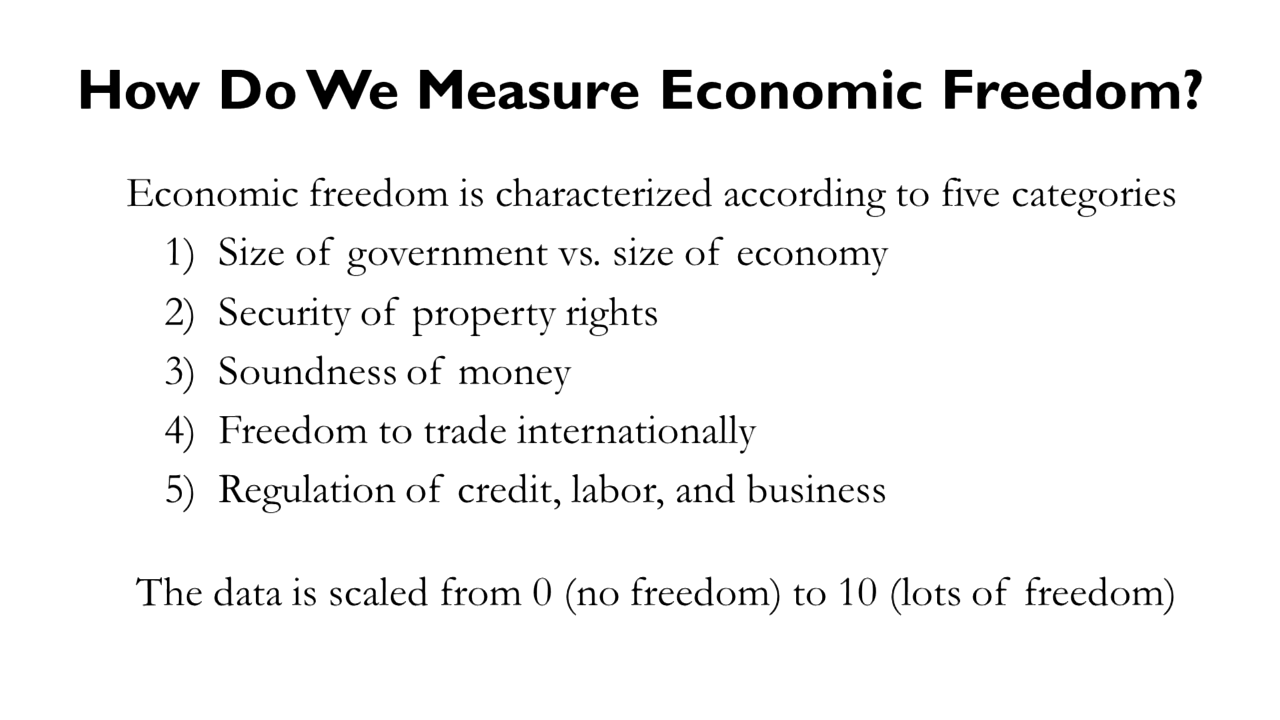 How Do We Measure Economic Freedom?
Economic freedom is characterized according to five categories
1) Size of government vs. size of economy
2) Security of property rights
3) Soundness of money
4) Freedom to trade internationally
5) Regulation of credit, labor, and business
The data is scaled from 0 (no freedom) to 10 (lots of freedom)